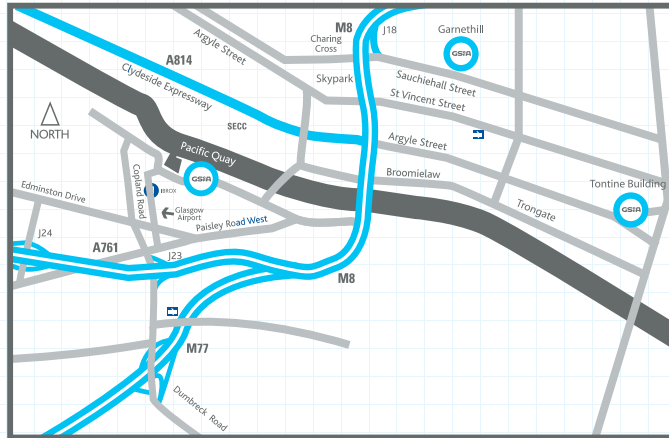 M8
J18
Garnethill
GSA
Charing
Cross
Argyle Street
A814
Clydeside Expressway
Skypark
Sauchiehall Street
St Vincent Street
SECC
NORTH
Argyle Street
Pacific Quay
Broomielaw
GSA
IBROX
Copland Road
Edminston Drive
Glasgow
Airport
Paisley Road West
Tontine Building
GSA
Trongate
J24
A761
J23
M8
M77
Dumbreck Road